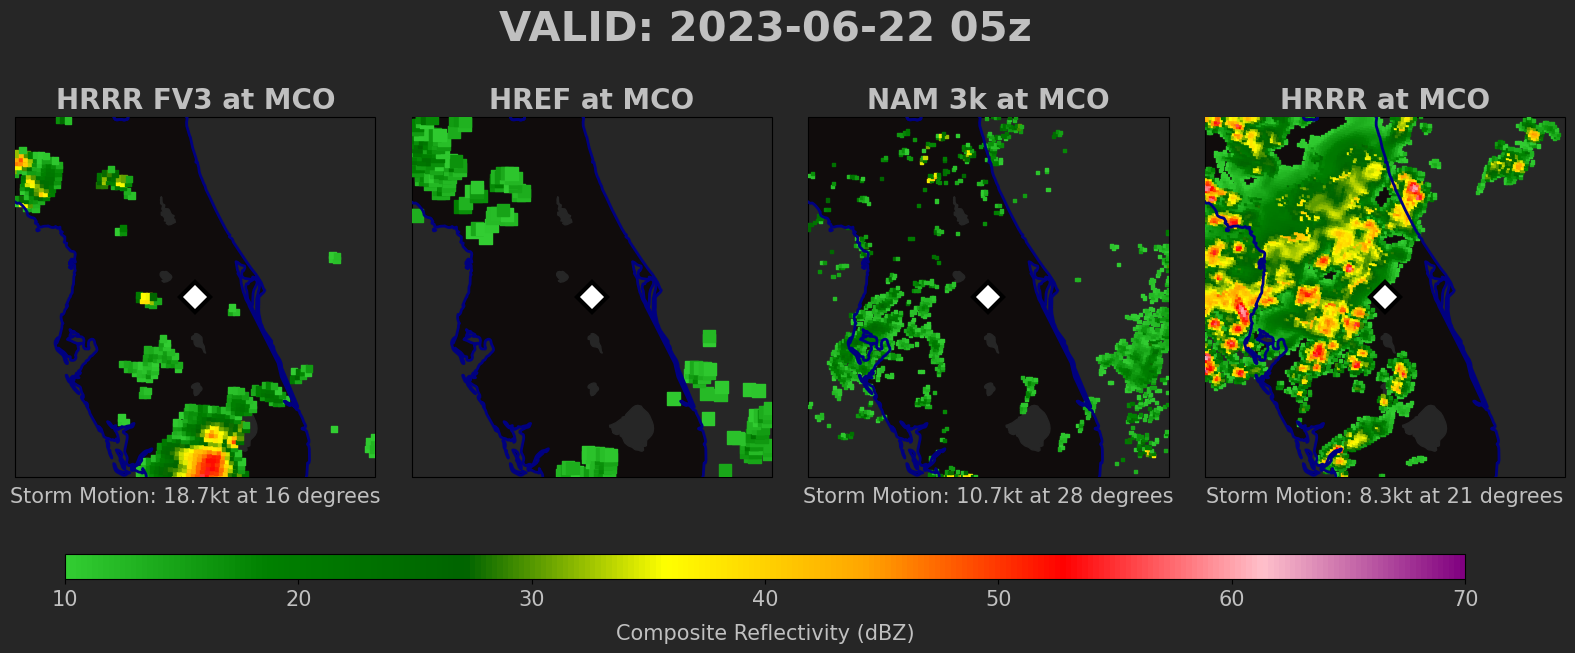 VALID: 2023-06-22 05z
HRRR FV3 at MCO
HREF at MCO
NAM 3k at MCO
HRRR at MCO
Storm Motion: 18.7kt at 16 degrees
Storm Motion: 10.7kt at 28 degrees
Storm Motion: 8.3kt at 21 degrees
10 20 30 40 50 60 70
Composite Reflectivity (dBZ)